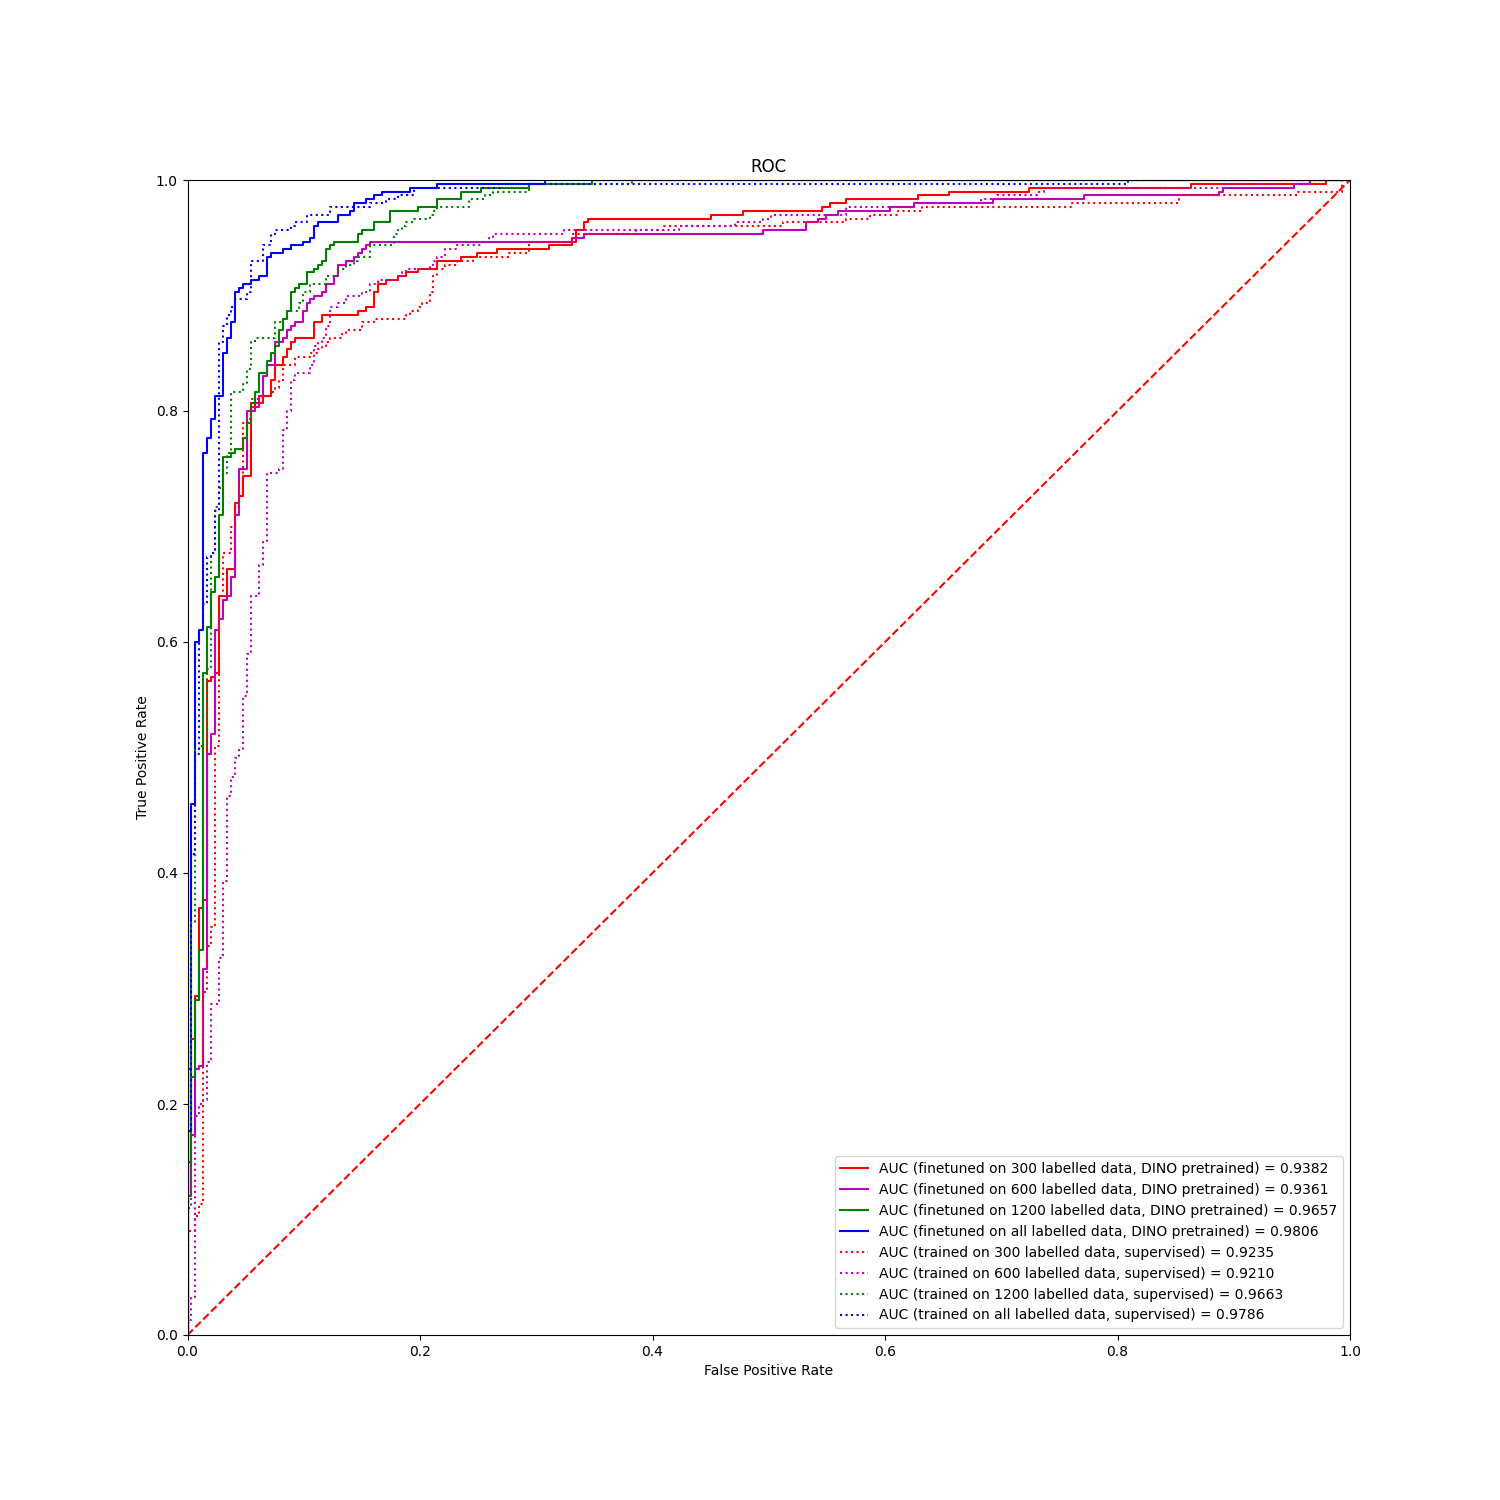 ROC
1.0
0.8
0.6
0.4
0.2
0.0
True Positive Rate
0.0 0.2 0.4 0.6 0.8 1.0
False Positive Rate
AUC (finetuned on 300 labelled data, DINO pretrained) = 0.9382
AUC (finetuned on 600 labelled data, DINO pretrained) = 0.9361
AUC (finetuned on 1200 labelled data, DINO pretrained) = 0.9657
AUC (finetuned on all labelled data, DINO pretrained) = 0.9806
AUC (trained on 300 labelled data, supervised) = 0.9235
AUC (trained on 600 labelled data, supervised) = 0.9210
AUC (trained on 1200 labelled data, supervised) = 0.9663
AUC (trained on all labelled data, supervised) = 0.9786